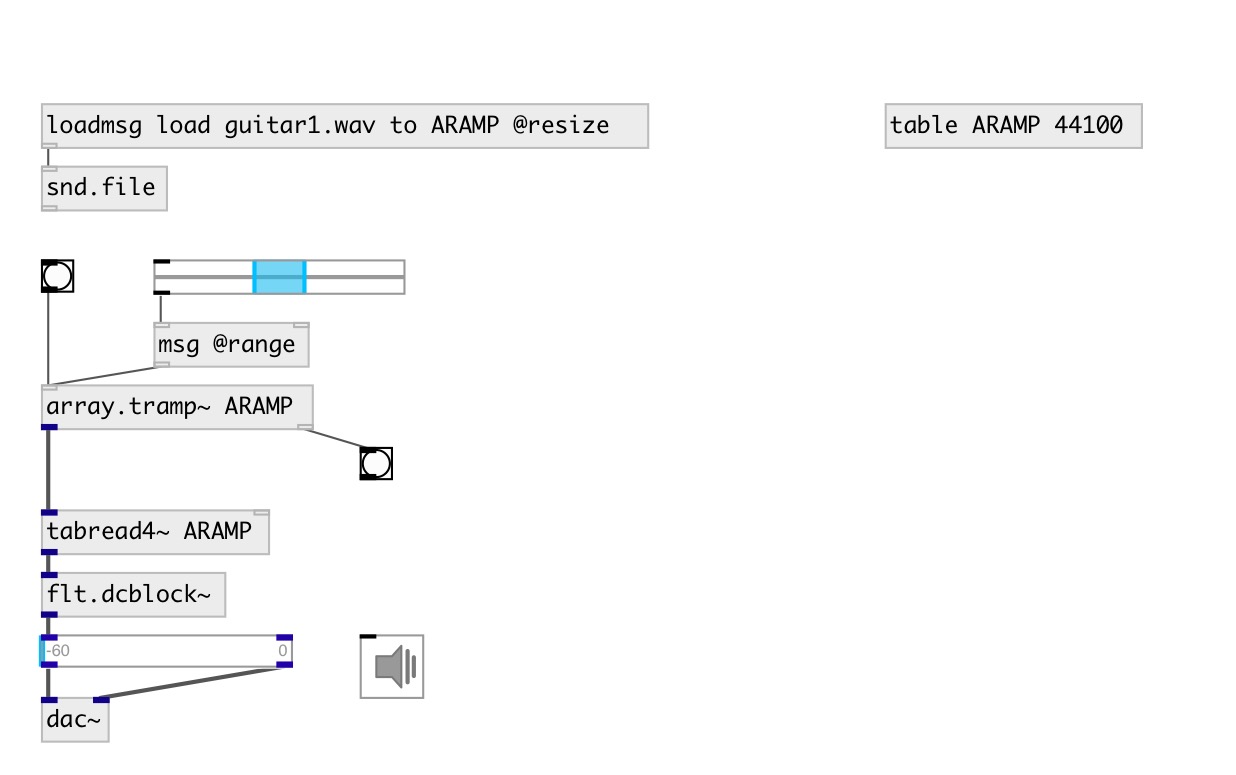 loadmsg load guitar1.wav to ARAMP @resize
table ARAMP 44100
snd.file
msg @range
array.tramp~ ARAMP
tabread4~ ARAMP
flt.dcblock~
-60 0
dac~